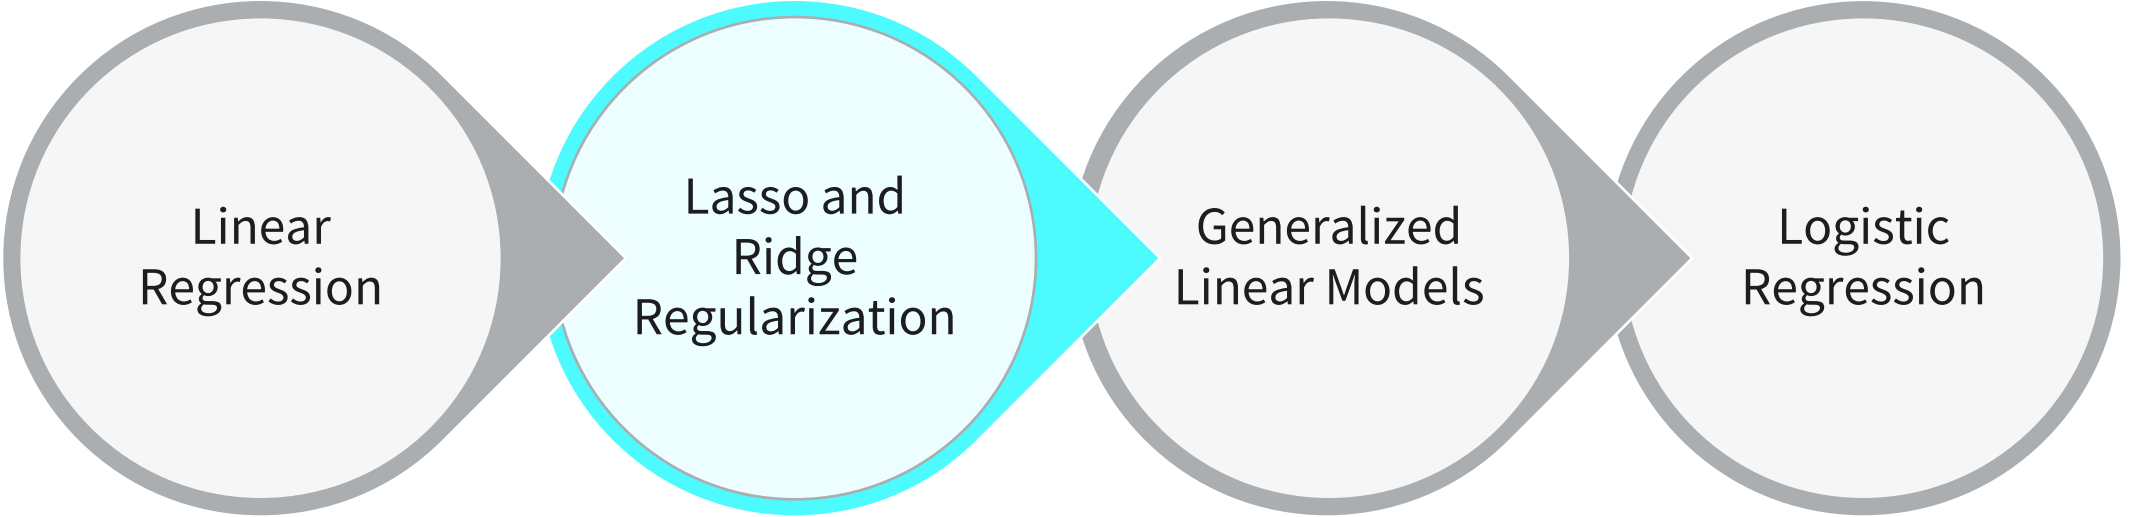 Linear
Regression
Lasso and
Ridge
Regularization
Generalized
Linear Models
Logistic
Regression